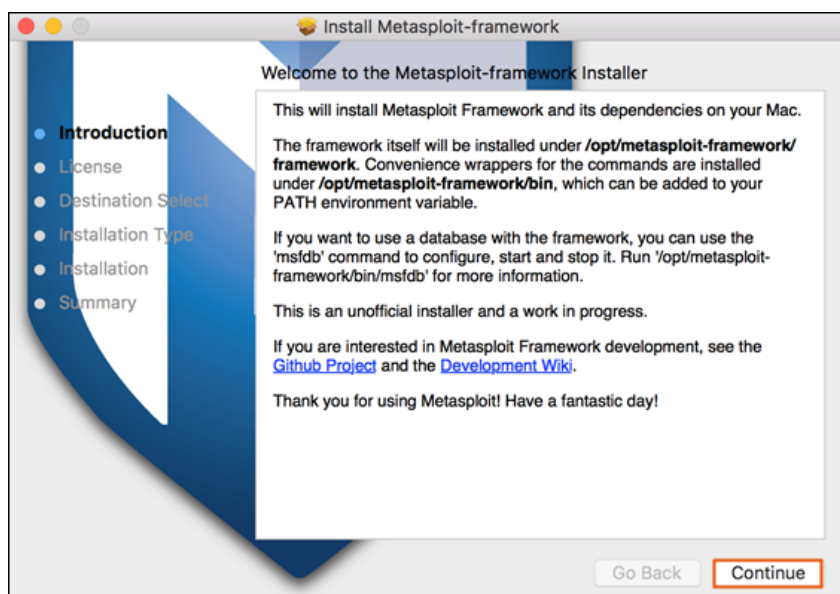 Install Metasploit-framework
Welcome to the Metasploit-framework Installer
Introduction
License
Destination Select
Installation Type
Installation
Summary
This will install Metasploit Framework and its dependencies on your Mac.
The framework itself will be installed under /opt/metasploit-framework/
framework. Convenience wrappers for the commands are installed
under /opt/metasploit-framework/bin, which can be added to your
PATH environment variable.
If you want to use a database with the framework, you can use the
'msfdb' command to configure, start and stop it. Run '/opt/metasploit-
framework/bin/msfdb' for more information.
This is an unofficial installer and a work in progress.
If you are interested in Metasploit Framework development, see the
Github Project and the Development Wiki.
Thank you for using Metasploit! Have a fantastic day!
Go Back
Continue